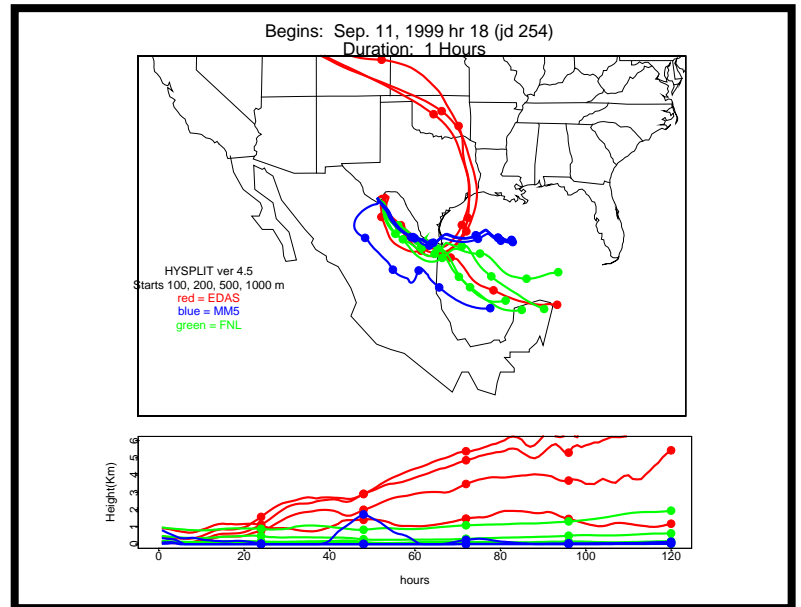 Begins:  Sep. 11, 1999 hr 18 (jd 254)
Duration:  1 Hours
HYSPLIT ver 4.5
Starts 100, 200, 500, 1000 m
red = EDAS
blue = MM5
green = FNL
Height(Km)
6
5
4
3
2
1
0
0 20 40 60 80 100 120
hours